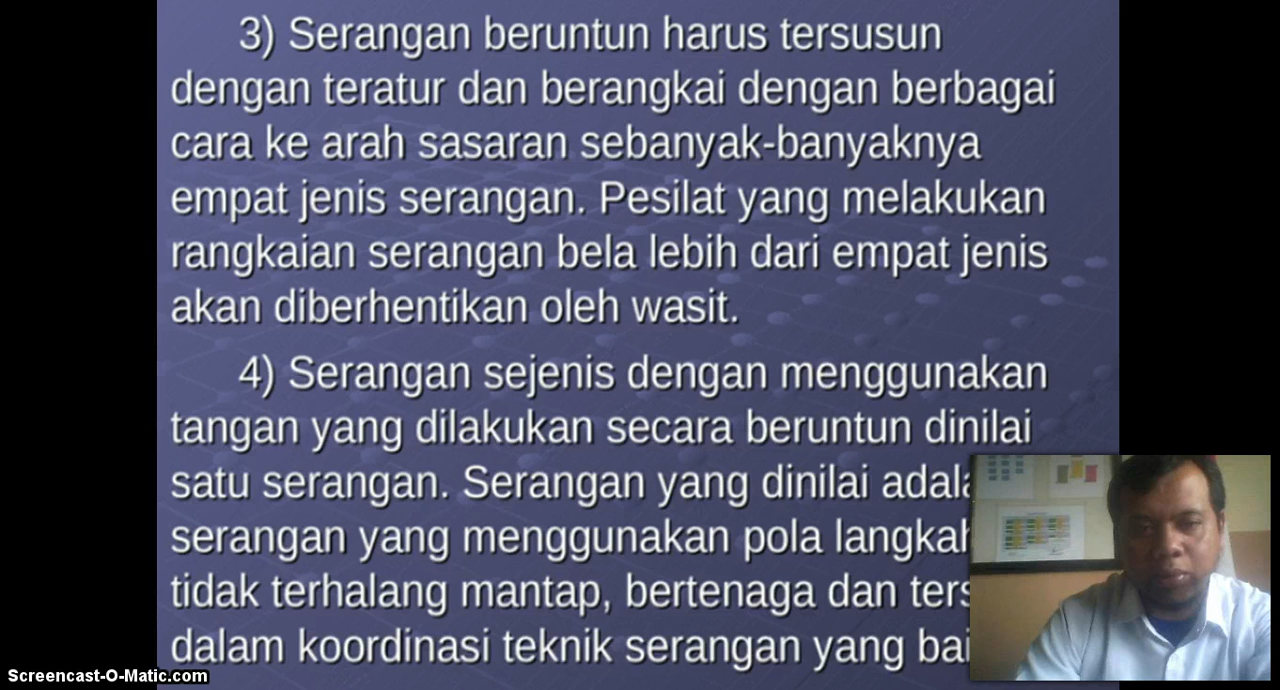 3) Serangan beruntun harus tersusun
dengan teratur dan berangkai dengan berbagai
cara ke arah sasaran sebanyak-banyaknya
empat jenis serangan. Pesilat yang melakukan
rangkaian serangan bela lebih dari empat jenis
akan diberhentikan oleh wasit.
4) Serangan sejenis dengan menggunakan
tangan yang dilakukan secara beruntun dinilai
satu serangan. Serangan yang dinilai
serangan yang menggunakan pola
tidak terhalang mantap, bertenaga dan
dalam koordinasi teknik serangan yang
Screencast-O-Matic.com